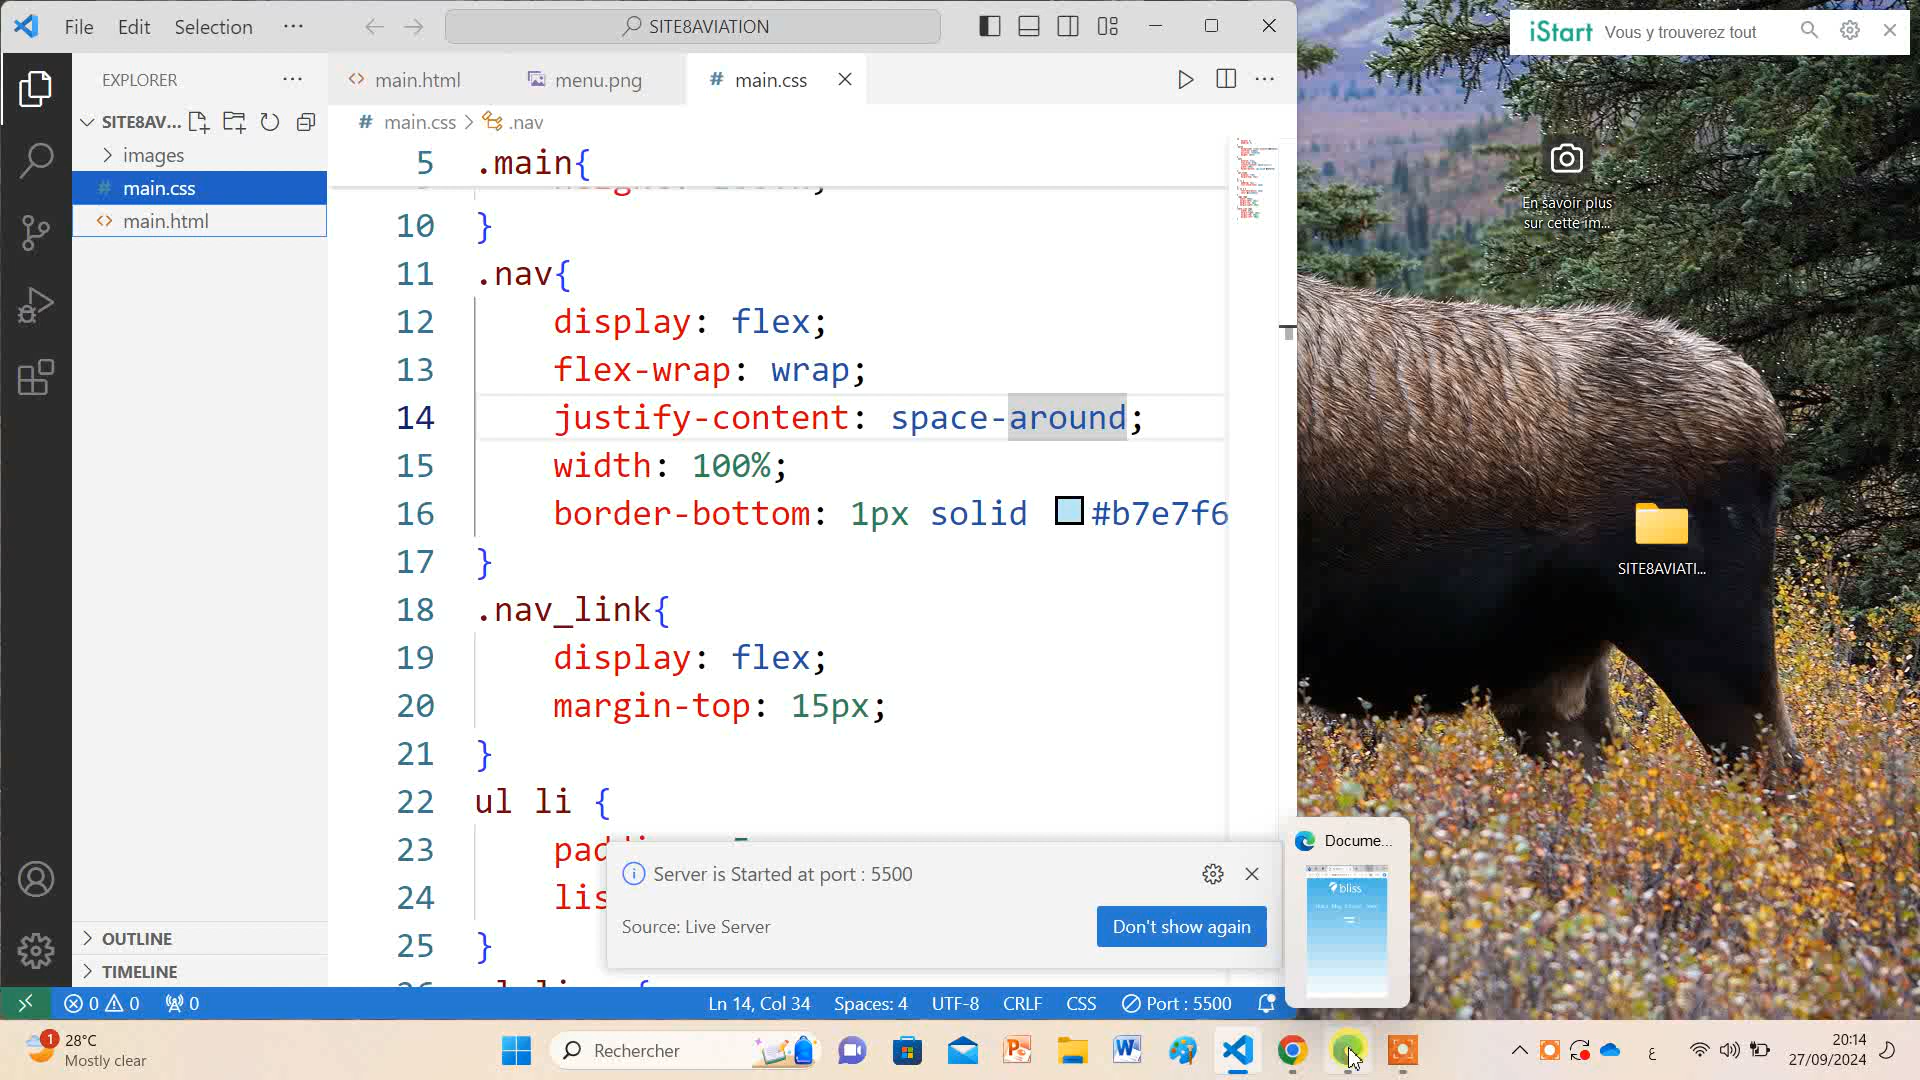 File Edit Selection ···
SITE8AVIATION
EXPLORER
SITE8AV...
images
main.css
main.html
OUTLINE
TIMELINE
main.html
menu.png
main.css
main.css > .nav
5 .main{
10 }
11 .nav{
12 display: flex;
13 flex-wrap: wrap;
14 justify-content: space-around;
15 width: 100%;
16 border-bottom: 1px solid #b7e7f6
17 }
18 .nav_link{
19 display: flex;
20 margin-top: 15px;
21 }
22 ul li {
23
24 lis
25 }
Server is Started at port : 5500
Source: Live Server
Don't show again
0 0 0
Ln 14, Col 34 Spaces: 4 UTF-8 CRLF CSS Port : 5500
iStart Vous y trouverez tout
En savoir plus
sur cette im...
SITE8AVIATI...
Docume...
bliss
1
28°C
Mostly clear
Rechercher
ع
20:14
27/09/2024